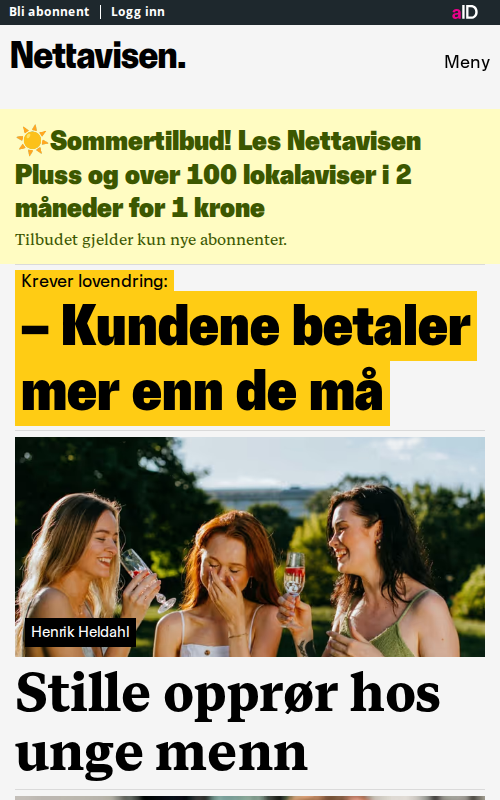 Bli abonnent
Logg inn
aID
Nettavisen.
Meny
Sommertilbud! Les Nettavisen
Pluss og over 100 lokalaviser i 2
måneder for 1 krone
Tilbudet gjelder kun nye abonnenter.
Krever lovendring:
– Kundene betaler
mer enn de må
Henrik Heldahl
Stille opprør hos
unge menn